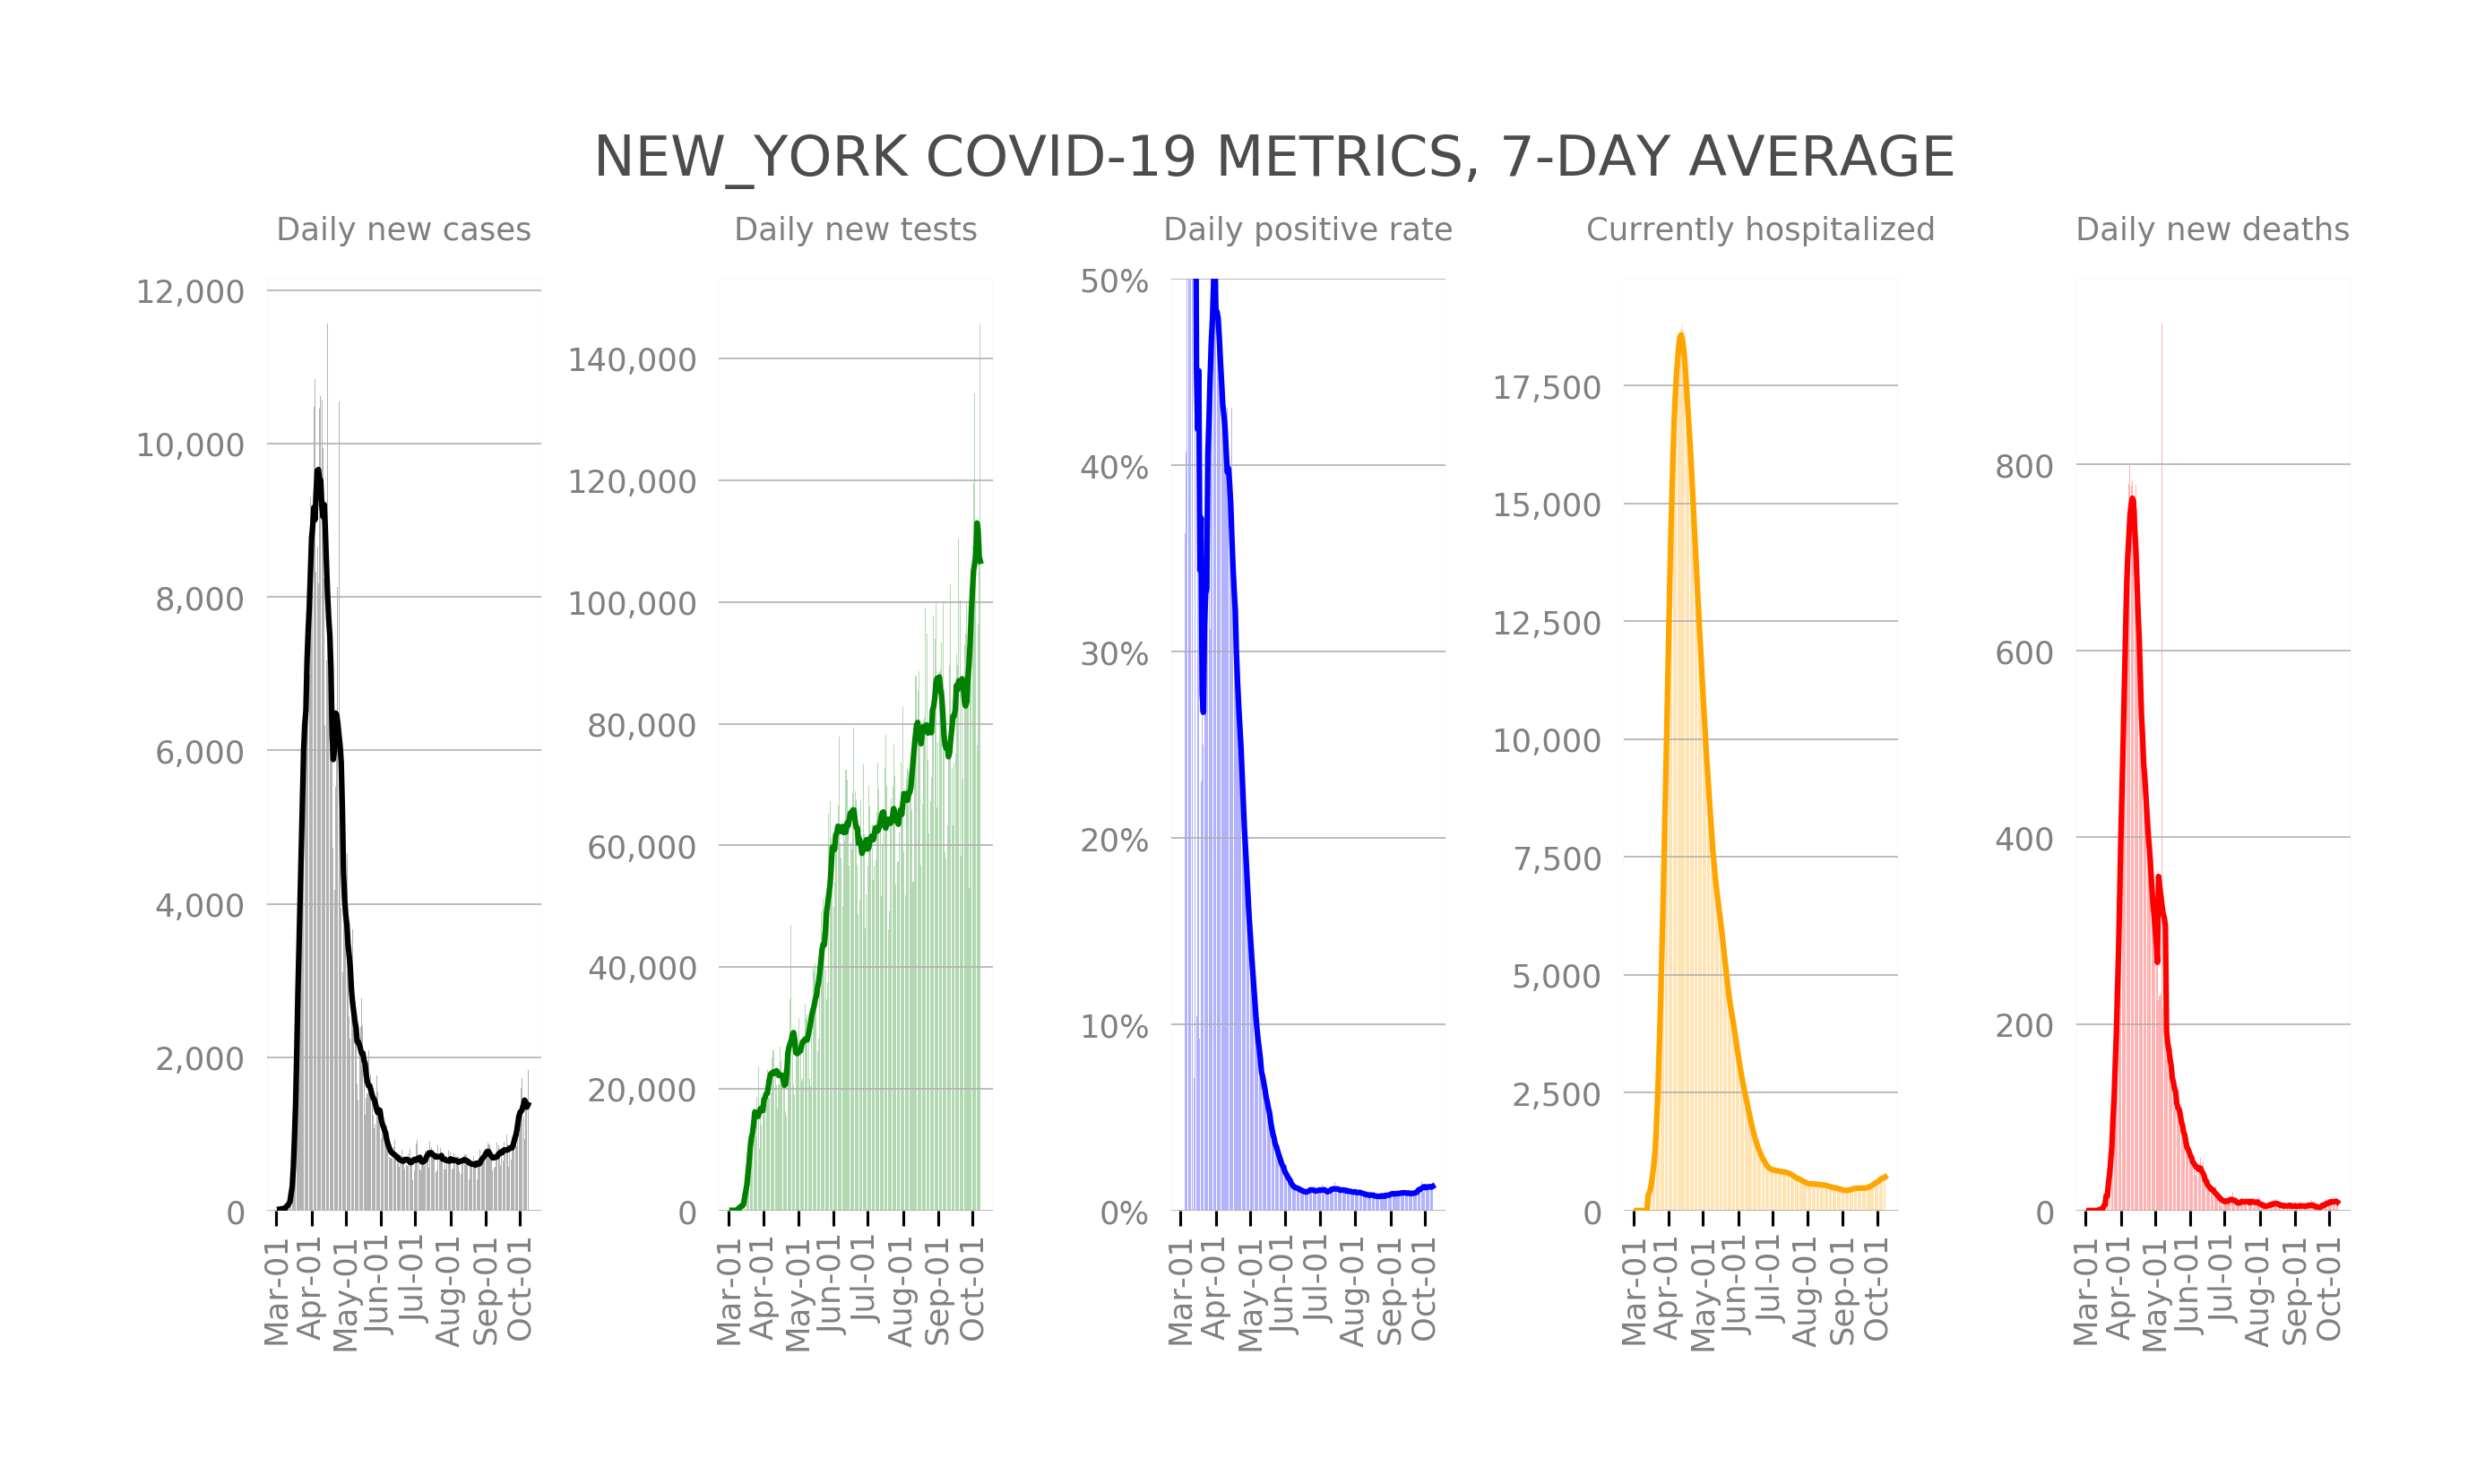 NEW_YORK COVID-19 METRICS, 7-DAY AVERAGE
Daily new cases
12,000
10,000
8,000
6,000
4,000
2,000
0
Mar-01
Apr-01
May-01
Jun-01
Jul-01
Aug-01
Sep-01
Oct-01
Daily new tests
140,000
120,000
100,000
80,000
60,000
40,000
20,000
0
Mar-01
Apr-01
May-01
Jun-01
Jul-01
Aug-01
Sep-01
Oct-01
Daily positive rate
50%
40%
30%
20%
10%
0%
Mar-01
Apr-01
May-01
Jun-01
Jul-01
Aug-01
Sep-01
Oct-01
Currently hospitalized
17,500
15,000
12,500
10,000
7,500
5,000
2,500
0
Mar-01
Apr-01
May-01
Jun-01
Jul-01
Aug-01
Sep-01
Oct-01
Daily new deaths
800
600
400
200
0
Mar-01
Apr-01
May-01
Jun-01
Jul-01
Aug-01
Sep-01
Oct-01